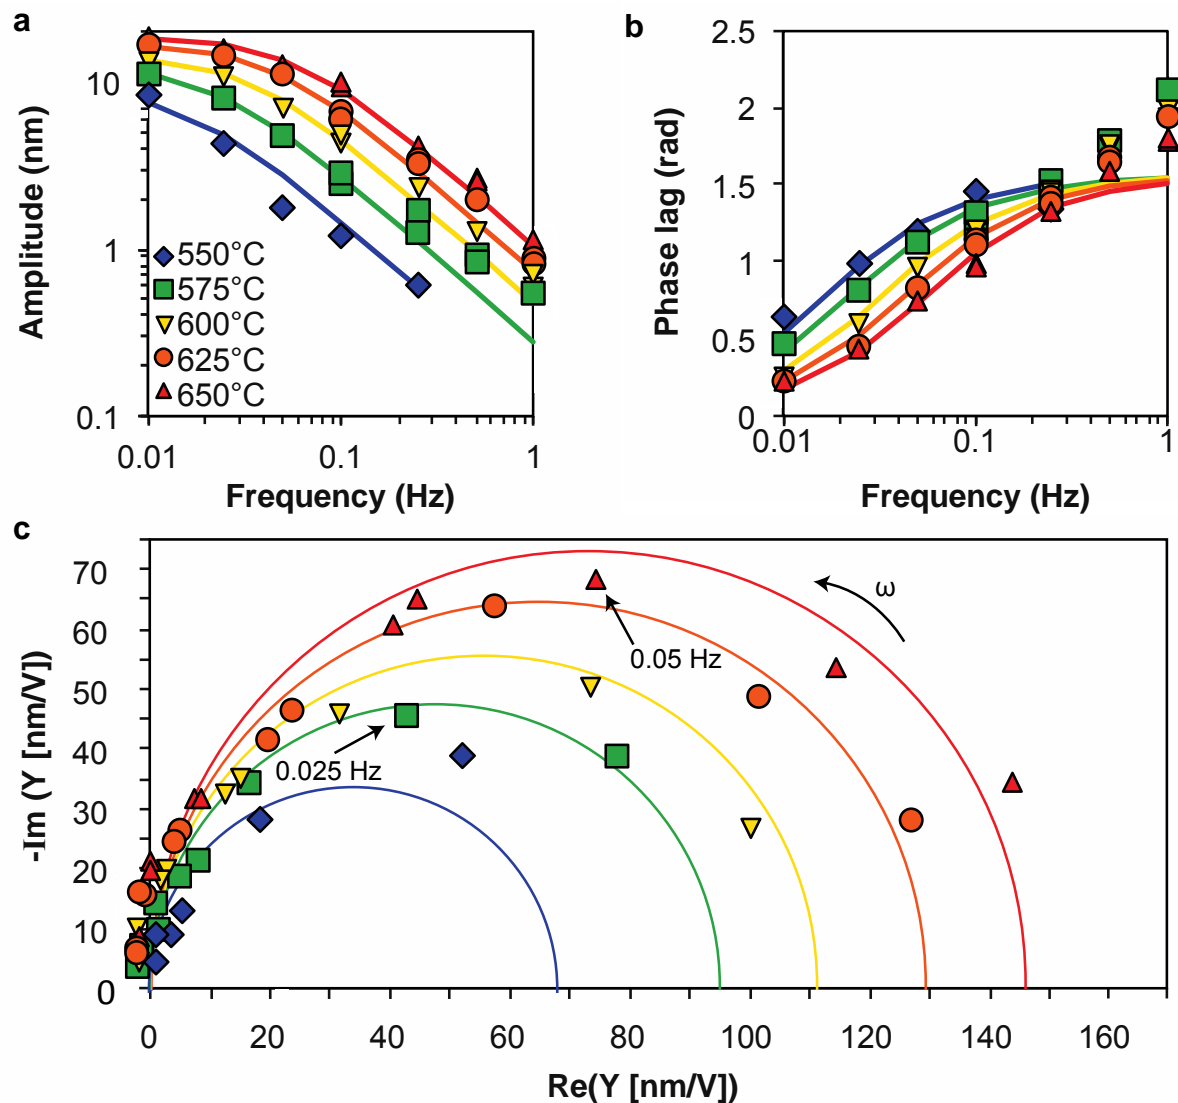 a
Amplitude (nm)
10
1
0.1
550°C
575°C
600°C
625°C
650°C
0.01
0.1
1
Frequency (Hz)
b
Phase lag (rad)
2.5
2
1.5
1
0.5
0
0.01
0.1
1
Frequency (Hz)
c
-Im (Y [nm/V])
70
60
50
40
30
20
10
0
ω
0.05 Hz
0.025 Hz
0
20
40
60
80
100
120
140
160
Re(Y [nm/V])